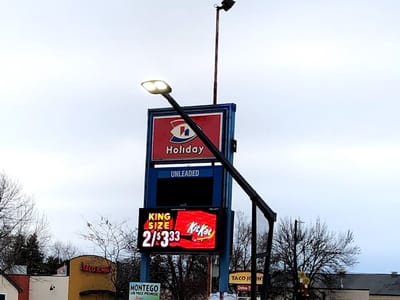 Holiday
UNLEADED
KING
SIZE
2/$3.33
KitKat
MONTEGO
TACO JOHN